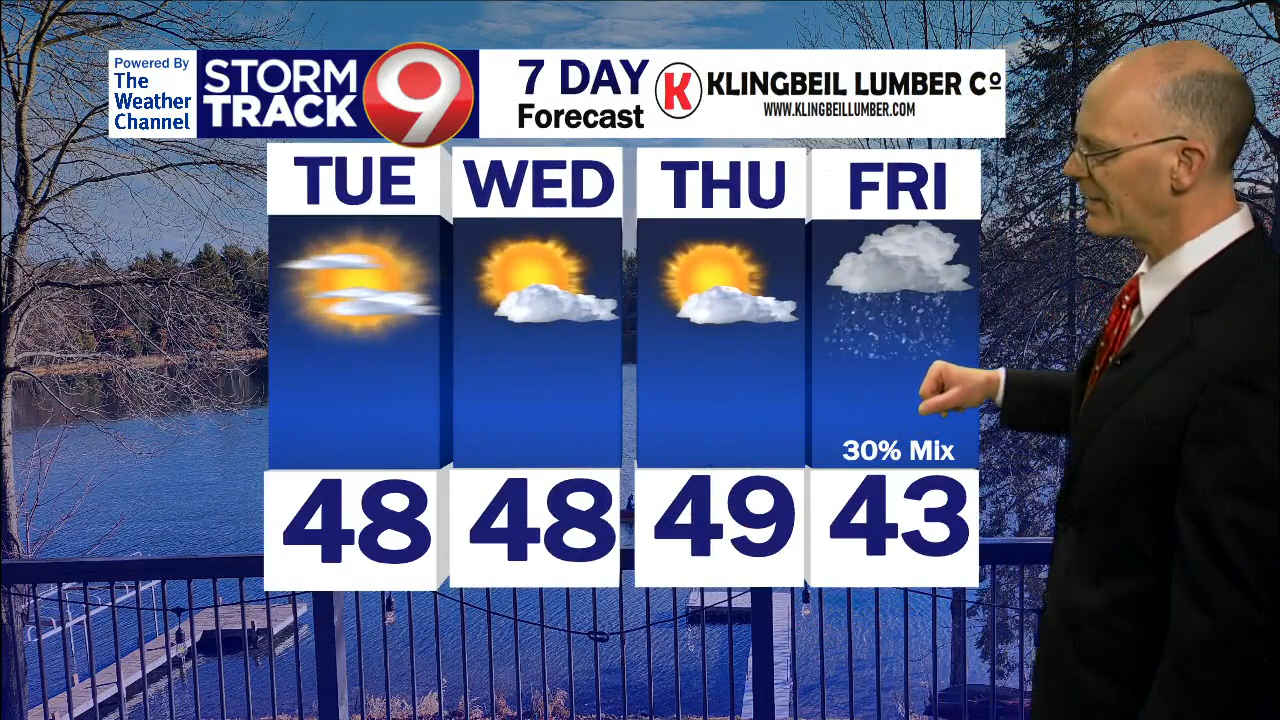 Powered By
The
Weather
Channel
STORM
TRACK
9
7 DAY
Forecast
K
KLINGBEIL LUMBER Cº
WWW.KLINGBEILLUMBER.COM
TUE WED THU FRI
30% Mix
48 48 49 43